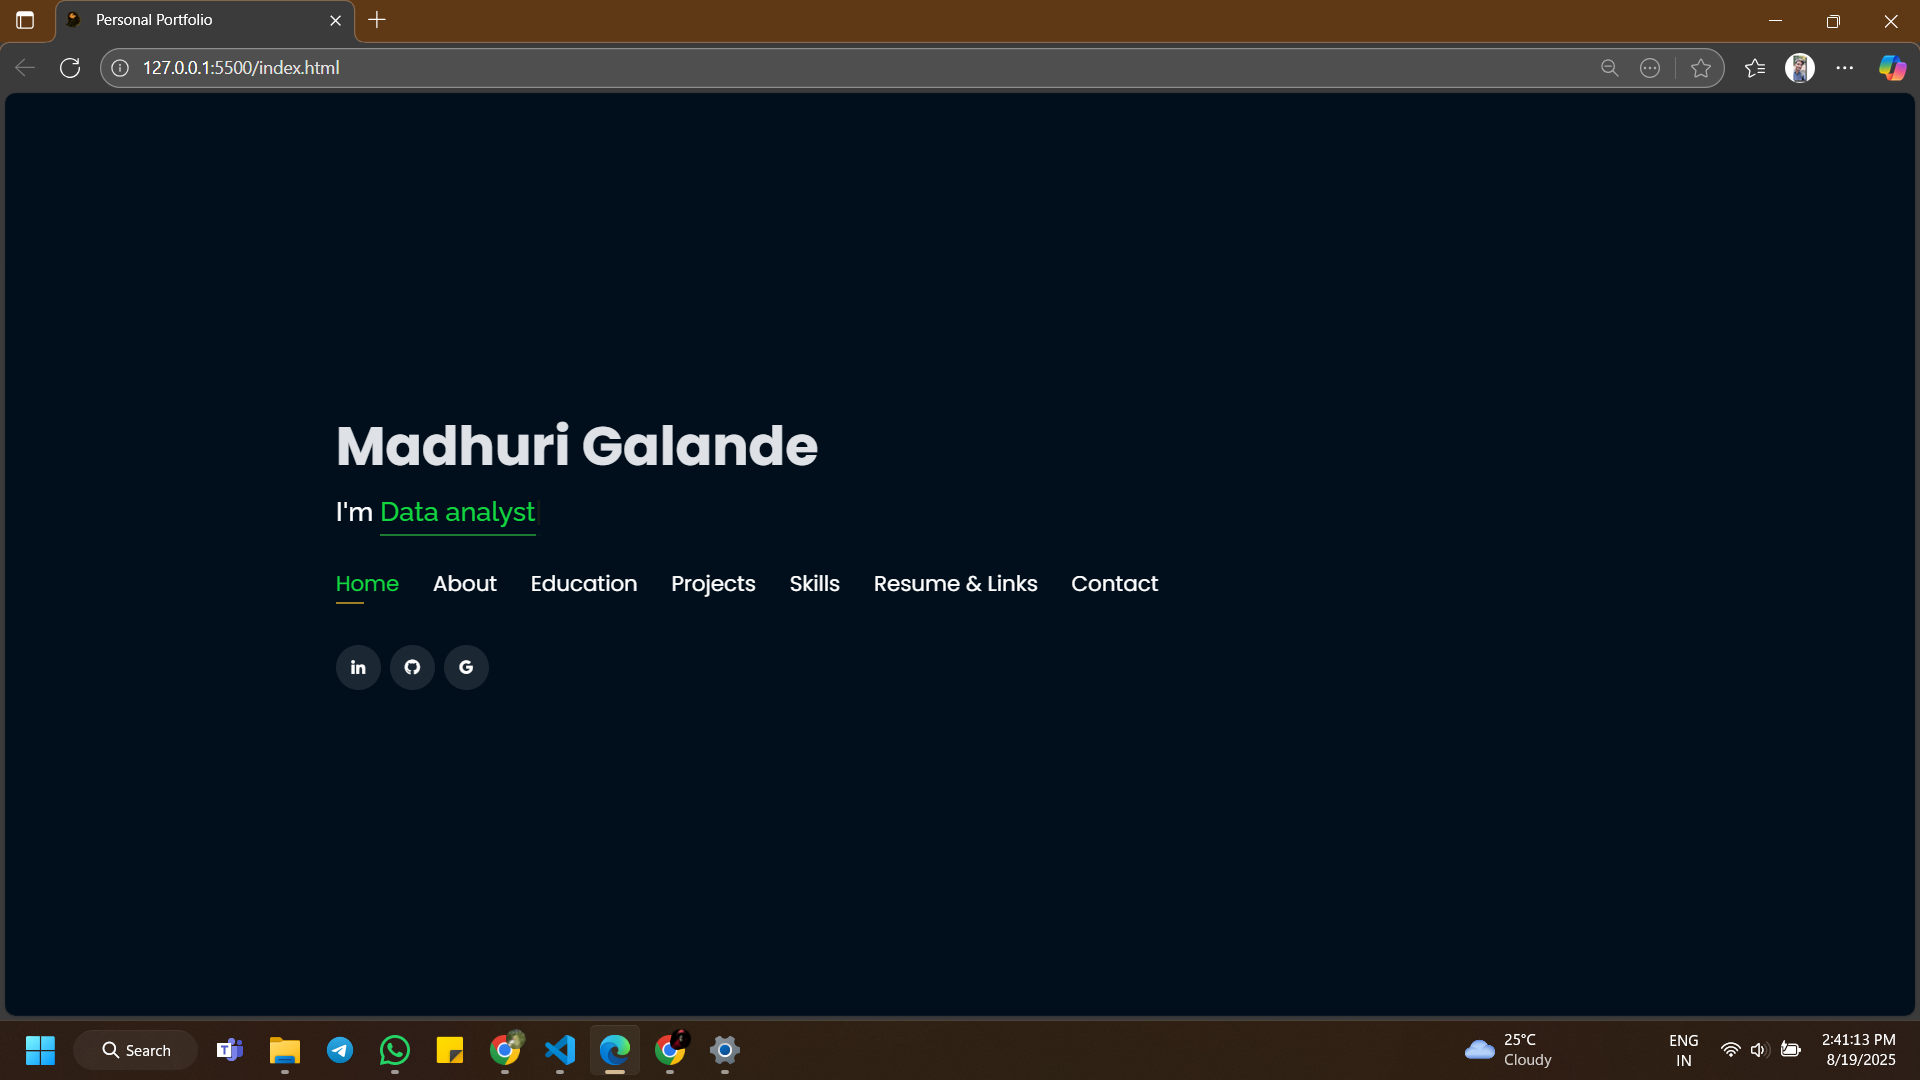 Personal Portfolio
127.0.0.1:5500/index.html
Madhuri Galande
I'm Data analyst
Home About Education Projects Skills Resume & Links Contact
in G
Search
25°C
Cloudy
ENG
IN
2:41:13 PM
8/19/2025